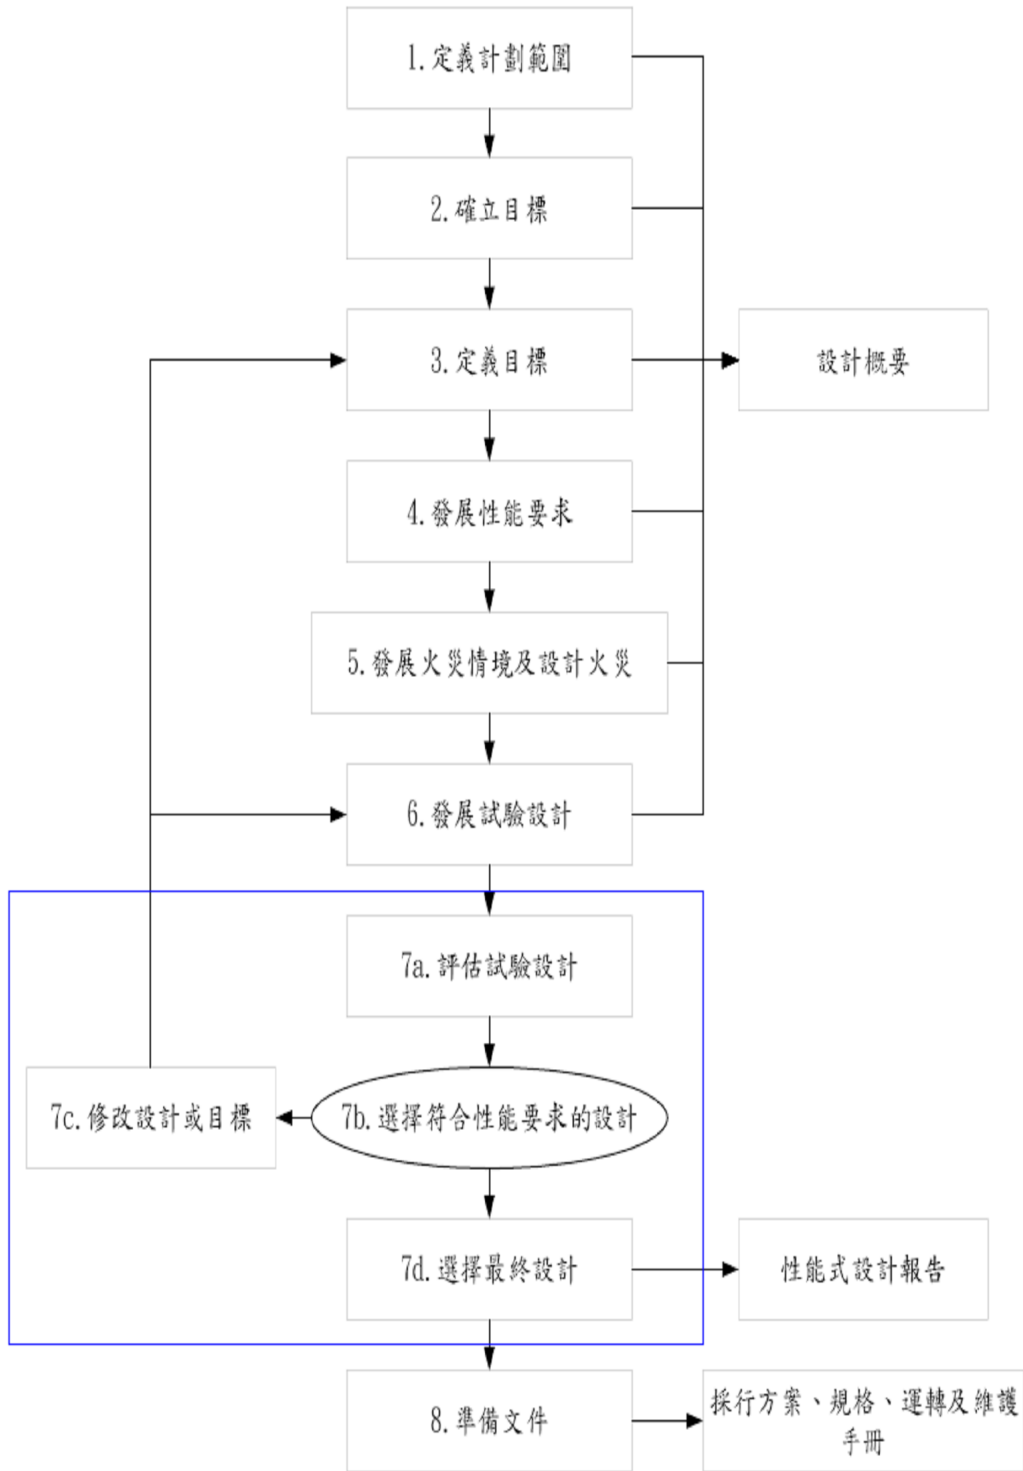 1.定義計劃範圍
2.確立目標
3.定義目標
設計概要
4.發展性能要求
5.發展火災情境及設計火災
6.發展試驗設計
7a.評估試驗設計
7c.修改設計或目標
7b.選擇符合性能要求的設計
7d.選擇最終設計
性能式設計報告
8.準備文件
採行方案、規格、運轉及維護
手冊